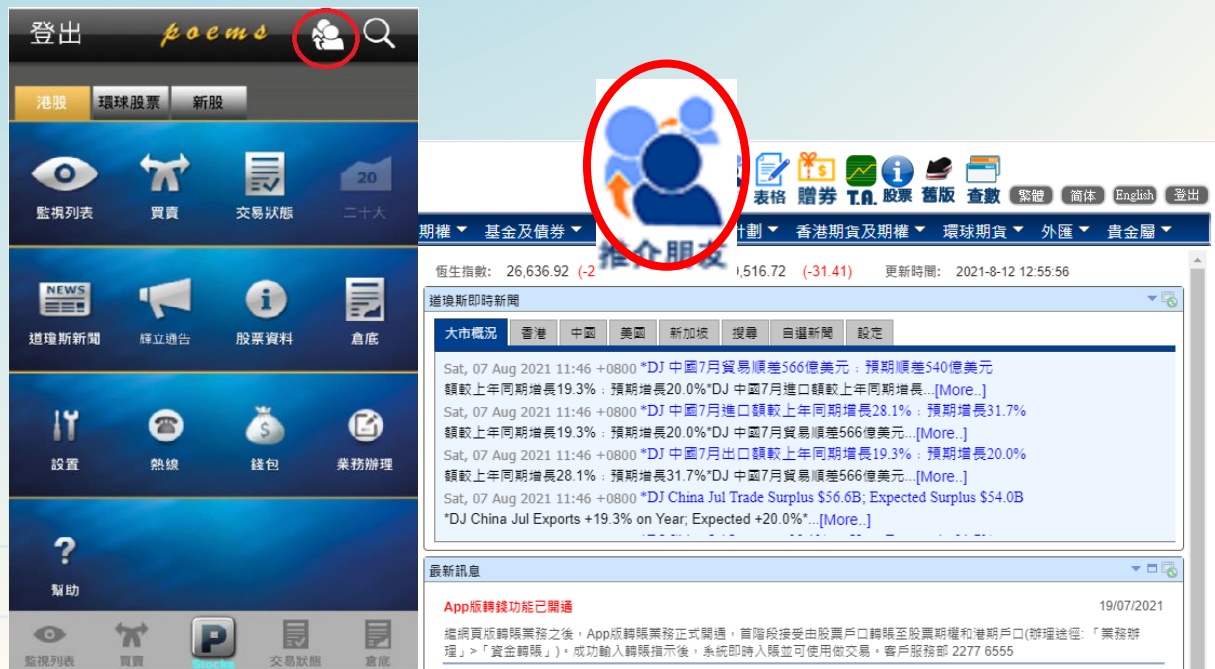 登出
poems
港股 環球股票 新股
監視列表 買賣 交易狀態 二十大
20
NEWS
道瓊斯新聞 輝立通告 股票資料 倉底
設置 熱線 錢包 業務辦理
幫助
監視列表 買賣 Stocks 交易狀態 倉底
推介朋友
表格 贈券 T.A. 股票 舊版 查數 繁體 简体 English 登出
期權 基金及債券 計劃 香港期貨及期權 環球期貨 外匯 貴金屬
恆生指數: 26,636.92 (-2 ,516.72 (-31.41) 更新時間: 2021-8-12 12:55:56
道瓊斯即時新聞
大市概況 香港 中國 美國 新加坡 搜尋 自選新聞 設定
Sat, 07 Aug 2021 11:46 +0800 *DJ 中國7月貿易順差566億美元﹔預期順差540億美元
額較上年同期增長19.3%﹔預期增長20.0%*DJ 中國7月進口額較上年同期增長...[More..]
Sat, 07 Aug 2021 11:46 +0800 *DJ 中國7月進口額較上年同期增長28.1%﹔預期增長31.7%
額較上年同期增長19.3%﹔預期增長20.0%*DJ 中國7月貿易順差566億美元...[More..]
Sat, 07 Aug 2021 11:46 +0800 *DJ 中國7月出口額較上年同期增長19.3%﹔預期增長20.0%
額較上年同期增長28.1%﹔預期增長31.7%*DJ 中國7月貿易順差566億美元...[More..]
Sat, 07 Aug 2021 11:46 +0800 *DJ China Jul Trade Surplus $56.6B; Expected Surplus $54.0B
*DJ China Jul Exports +19.3% on Year; Expected +20.0%*...[More..]
最新訊息
App版轉錢功能已開通 19/07/2021
繼網頁版轉賬業務之後，App版轉賬業務正式開通，首階段接受由股票戶口轉賬至股票期權和港期戶口(辦理途徑:「業務辦
理」>「資金轉賬」)。成功輸入轉賬指示後，系統即時入賬並可使用做交易。客戶服務部 2277 6555